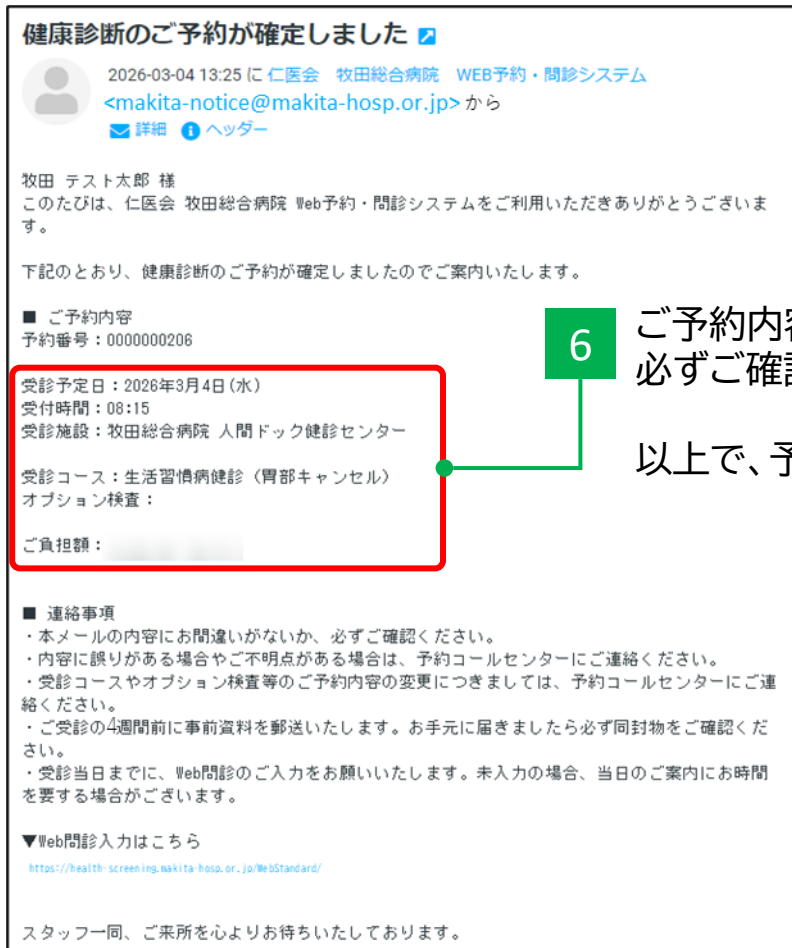 健康診断のご予約が確定しました
2026-03-04 13:25 に 仁医会 牧田総合病院 WEB予約・問診システム
<makita-notice@makita-hosp.or.jp> から
詳細 ヘッダー
牧田 テスト太郎 様
このたびは、仁医会 牧田総合病院 Web予約・問診システムをご利用いただきありがとうございま
す。
下記のとおり、健康診断のご予約が確定しましたのでご案内いたします。
■ ご予約内容
予約番号：0000000206
受診予定日：2026年3月4日(水)
受付時間：08:15
受診施設：牧田総合病院 人間ドック健診センター
受診コース：生活習慣病健診（胃部キャンセル）
オプション検査：
ご負担額：
6
ご予約内容
必ずご確認
以上で、予
■ 連絡事項
・本メールの内容にお間違いがないか、必ずご確認ください。
・内容に誤りがある場合やご不明点がある場合は、予約コールセンターにご連絡ください。
・受診コースやオプション検査等のご予約内容の変更につきましては、予約コールセンターにご連
絡ください。
・ご受診の4週間前に事前資料を郵送いたします。お手元に届きましたら必ず同封物をご確認くだ
さい。
・受診当日までに、Web問診のご入力をお願いいたします。未入力の場合、当日のご案内にお時間
を要する場合がございます。
▼Web問診入力はこちら
https://health-screening.makita-hosp.or.jp/WebStandard/
スタッフ一同、ご来所を心よりお待ちいたしております。